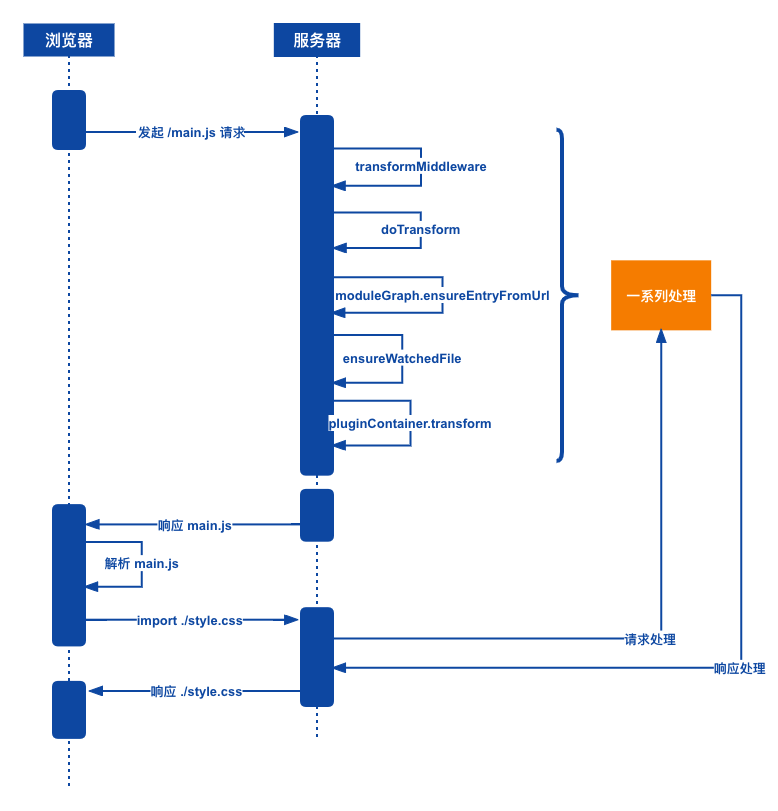 浏览器
服务器
发起 /main.js 请求
transformMiddleware
doTransform
moduleGraph.ensureEntryFromUrl
一系列处理
ensureWatchedFile
pluginContainer.transform
响应 main.js
解析 main.js
import ./style.css
请求处理
响应处理
响应 ./style.css